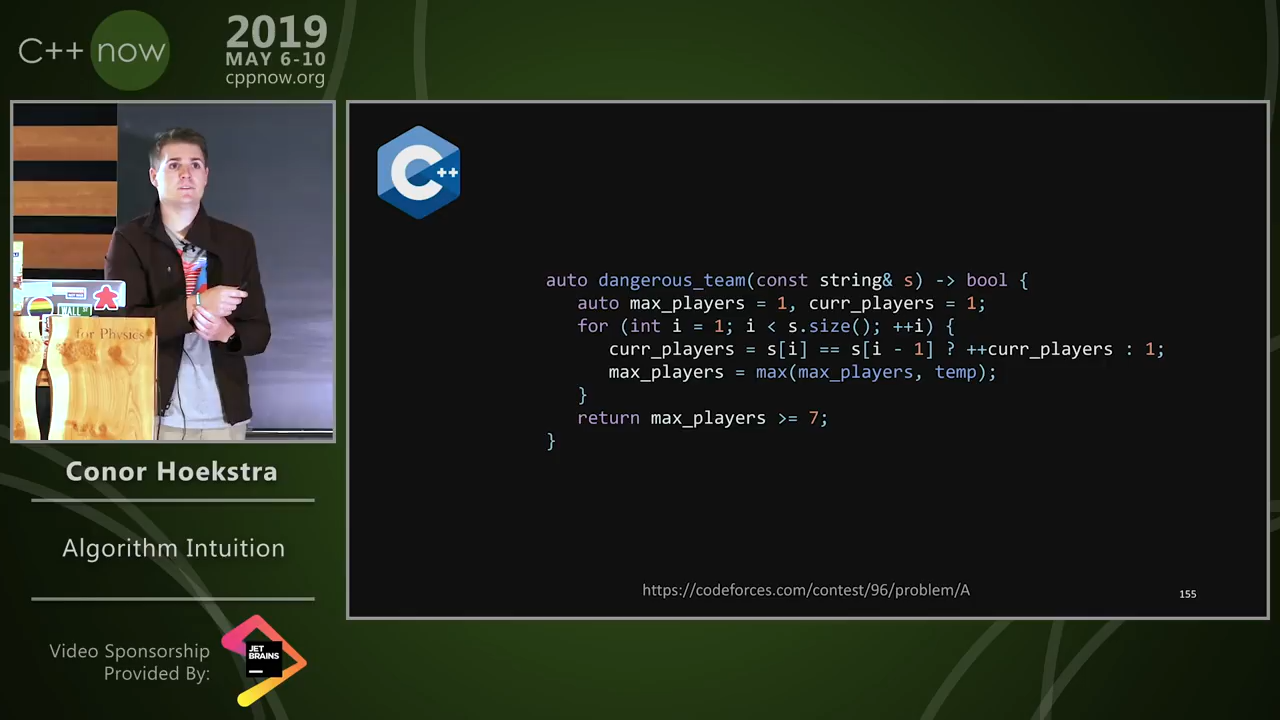 C++ now
2019
MAY 6-10
cppnow.org
for Physics
Conor Hoekstra
Algorithm Intuition
Video Sponsorship
Provided By:
JET
BRAINS
C++
auto dangerous_team(const string& s) -> bool {
auto max_players = 1, curr_players = 1;
for (int i = 1; i < s.size(); ++i) {
curr_players = s[i] == s[i - 1] ? ++curr_players : 1;
max_players = max(max_players, temp);
}
return max_players >= 7;
}
https://codeforces.com/contest/96/problem/A
155